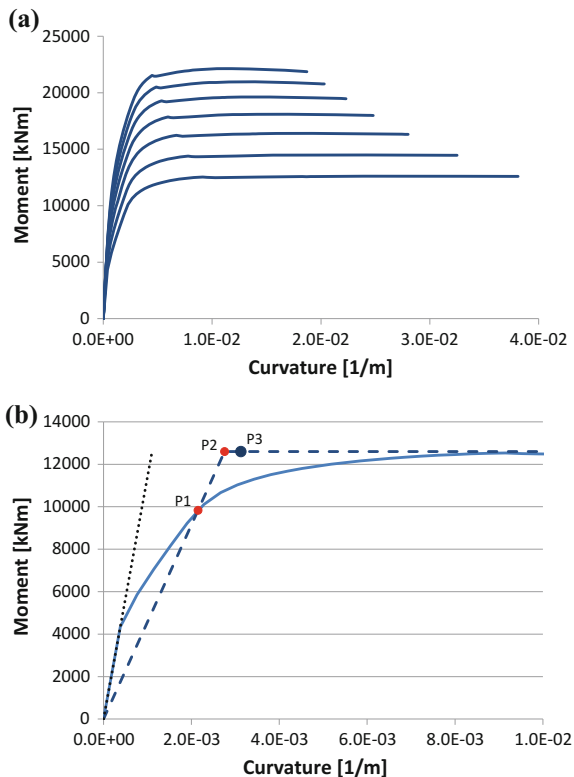 (a)
25000
20000
15000
10000
5000
0
Moment [kNm]
0.0E+00 1.0E-02 2.0E-02 3.0E-02 4.0E-02
Curvature [1/m]
(b)
14000
12000
10000
8000
6000
4000
2000
0
Moment [kNm]
P2 P3
P1
0.0E+00 2.0E-03 4.0E-03 6.0E-03 8.0E-03 1.0E-02
Curvature [1/m]